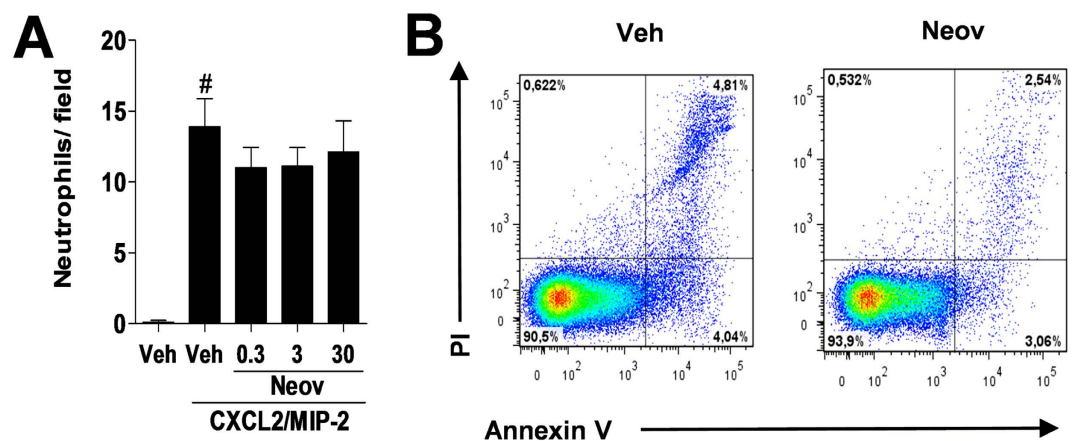 A
Neutrophils/ field
20
15
10
5
0
#
Veh Veh 0.3 3 30
Neov
CXCL2/MIP-2
B
Veh
Neov
PI
0,622% 4,81%
10^5
10^4
10^3
10^2
0
90,5% 4,04%
0 10^2 10^3 10^4 10^5
0,532% 2,54%
10^5
10^4
10^3
10^2
0
93,9% 3,06%
0 10^2 10^3 10^4 10^5
Annexin V